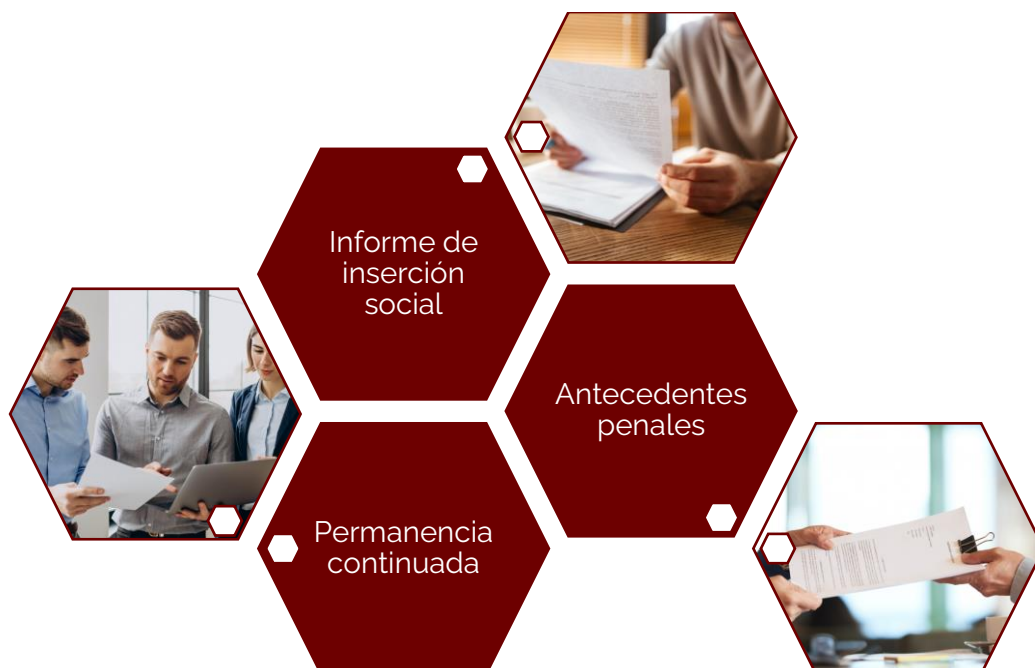 Informe de
inserción
social
Antecedentes
penales
Permanencia
continuada